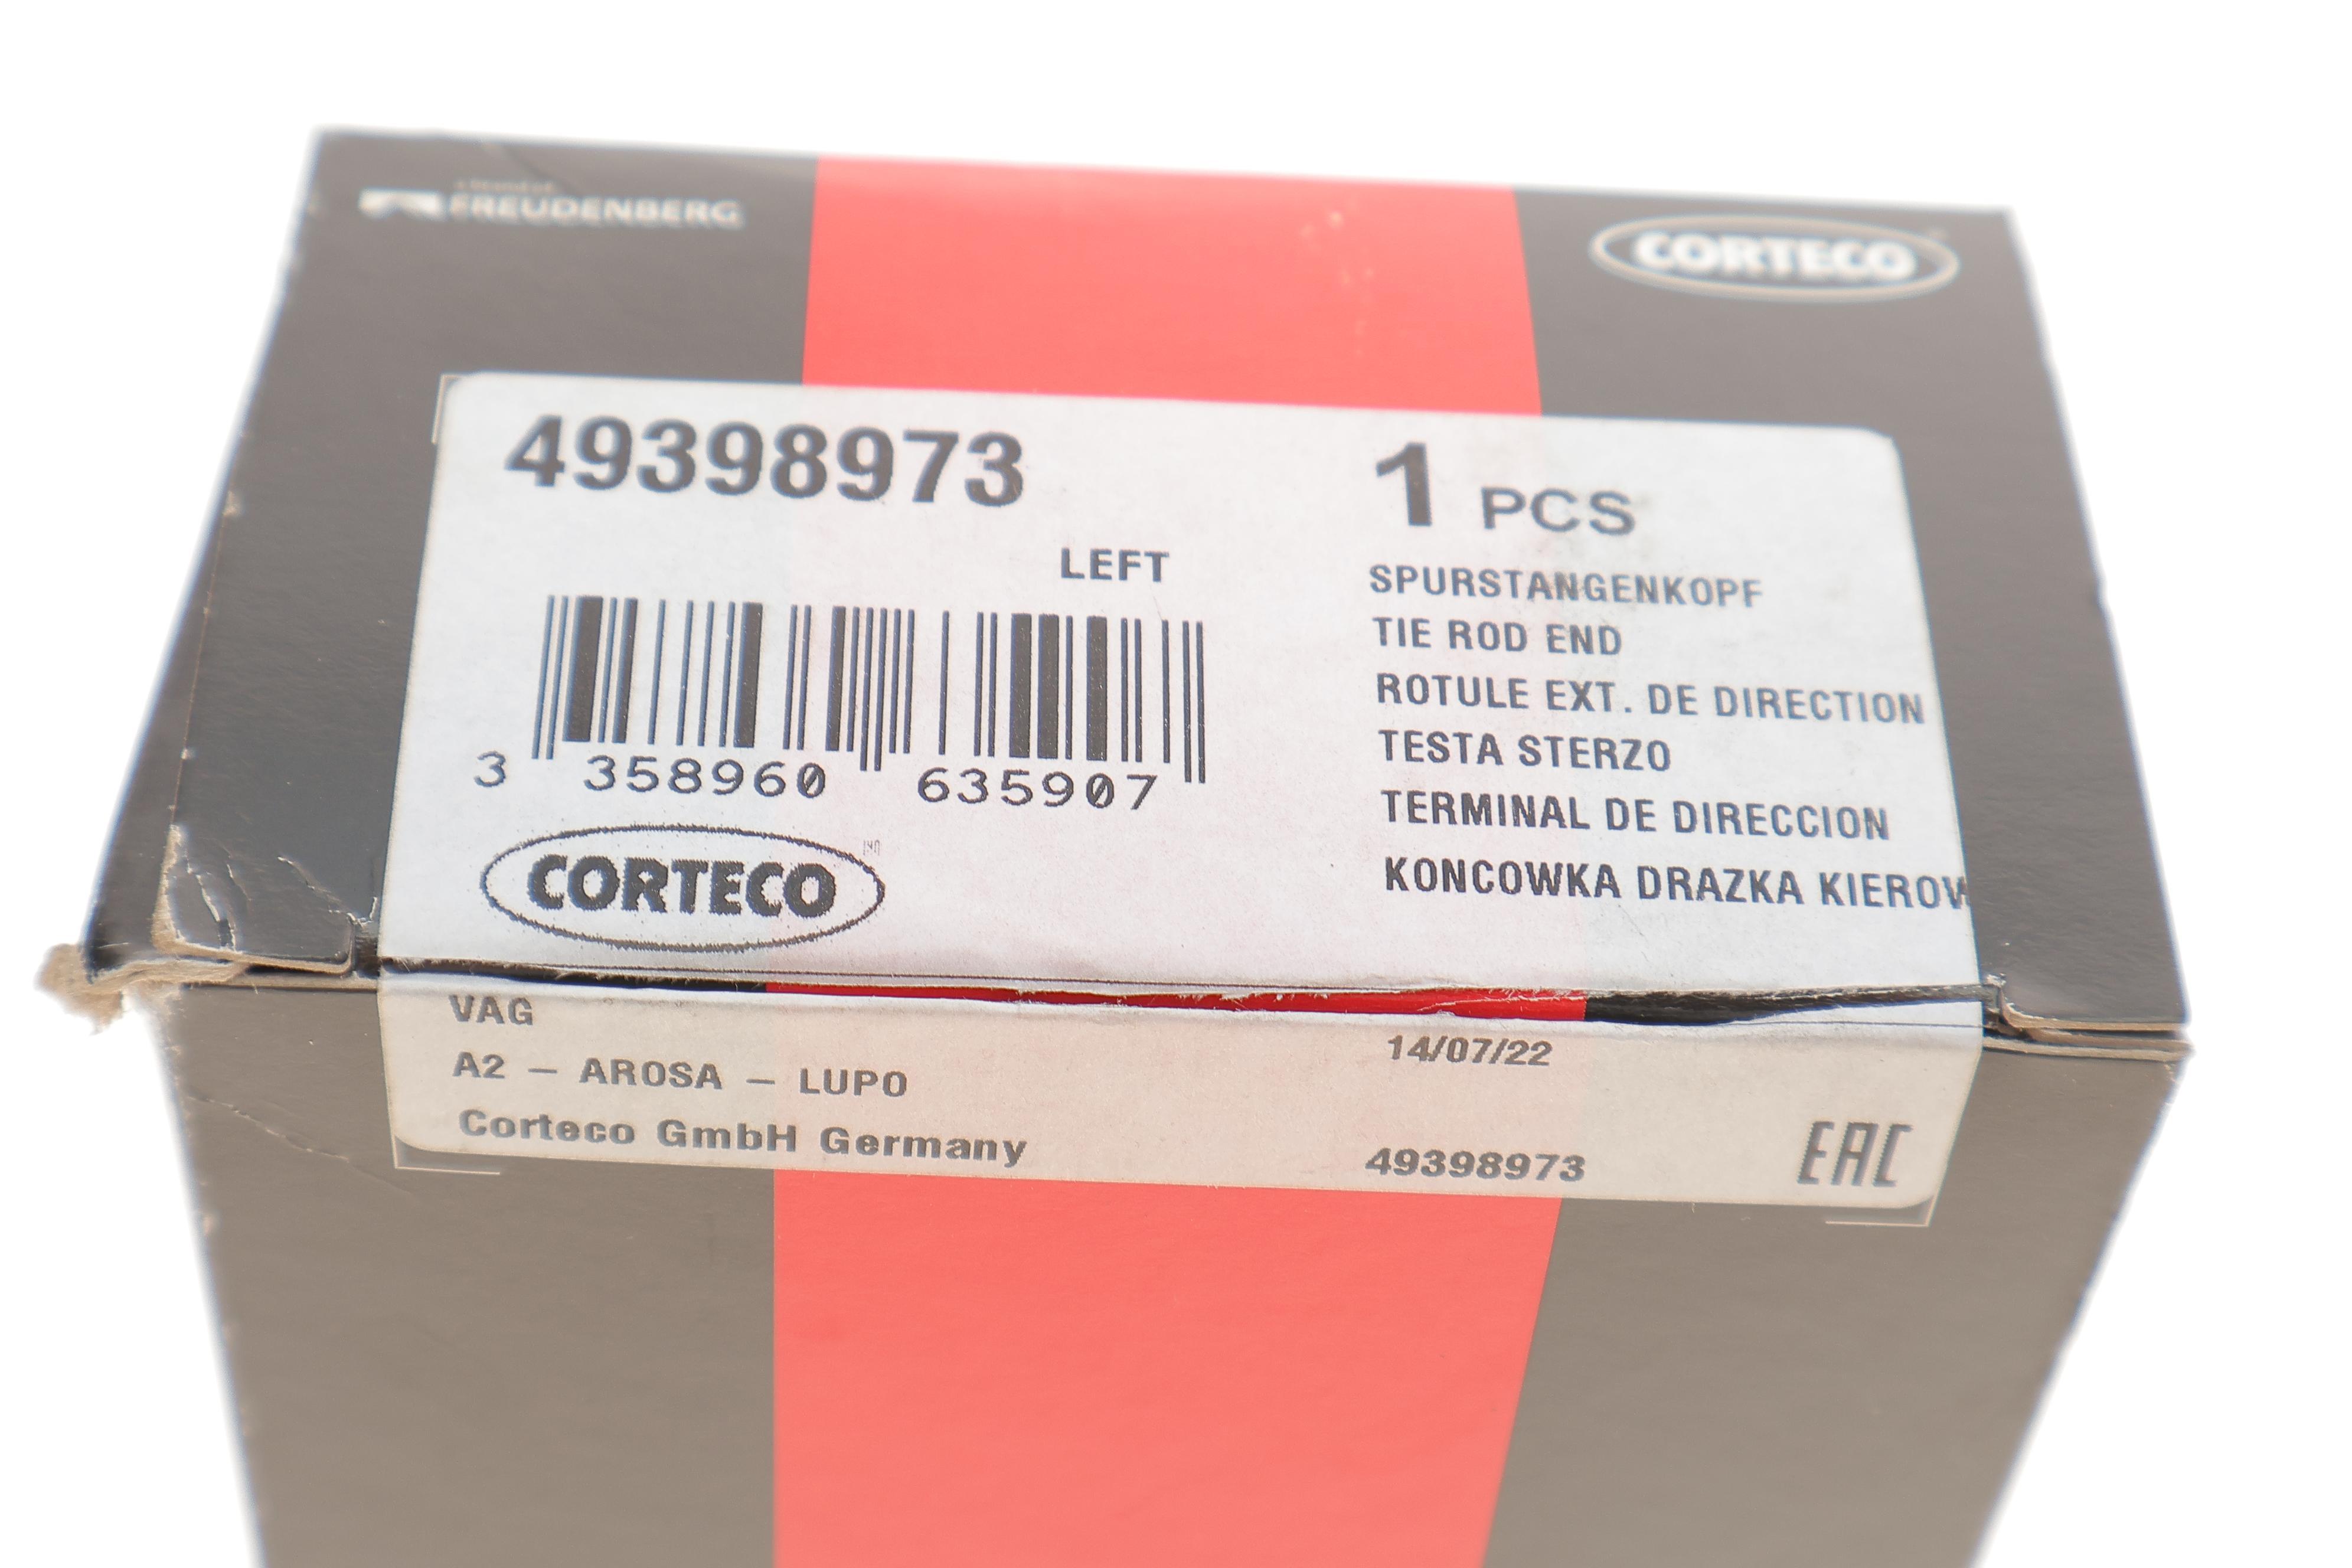 FREUDENBERG
CORTECO
49398973
1 PCS
LEFT
SPURSTANGENKOPF
TIE ROD END
ROTULE EXT. DE DIRECTION
TESTA STERZO
TERMINAL DE DIRECCION
KONCOWKA DRAZKA KIEROW
3 358960 635907
CORTECO
VAG
14/07/22
A2 – AROSA – LUPO
Corteco GmbH Germany
49398973
EAC